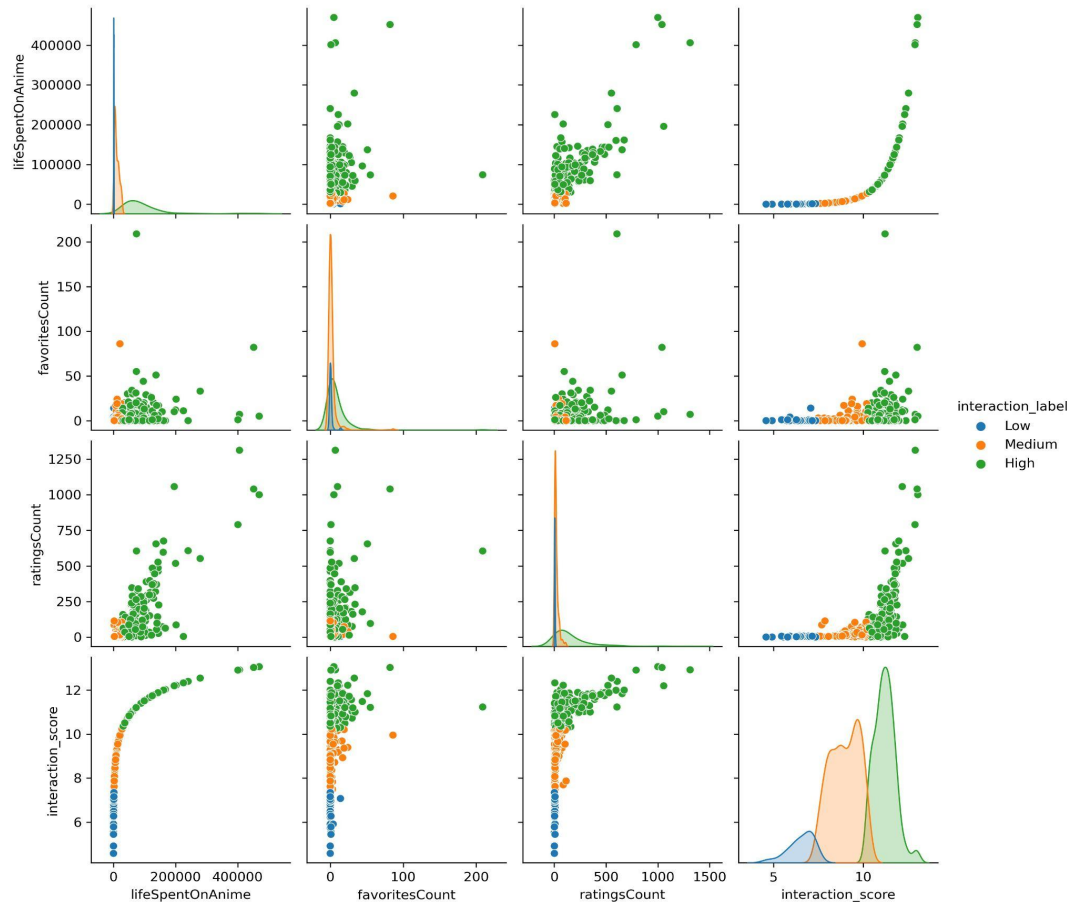 lifeSpentOnAnime
400000
300000
200000
100000
0
favoritesCount
200
150
100
50
0
interaction_label
Low
Medium
High
ratingsCount
1250
1000
750
500
250
0
interaction_score
12
10
8
6
0 200000 400000
0 100 200
0 500 1000 1500
5 10
lifeSpentOnAnime favoritesCount ratingsCount interaction_score